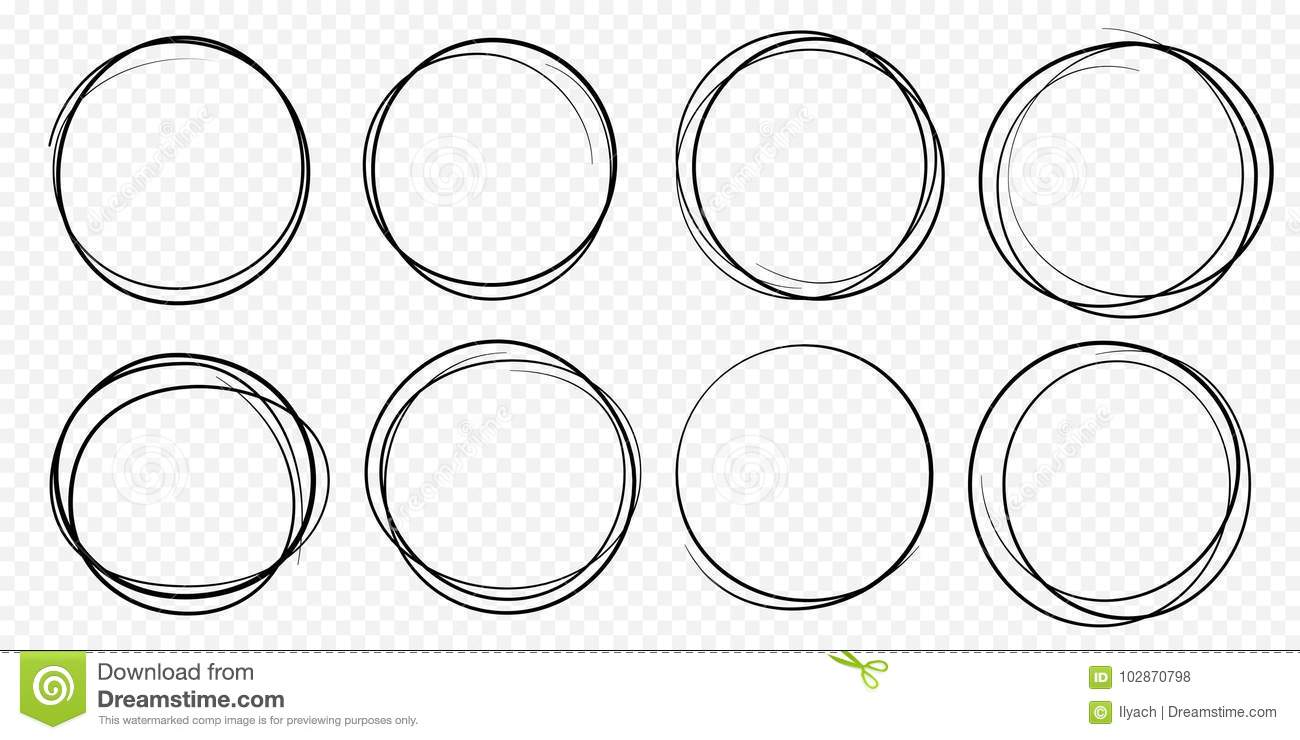 Download from
Dreamstime.com
This watermarked comp image is for previewing purposes only.
ID 102870798
© Ilyach | Dreamstime.com